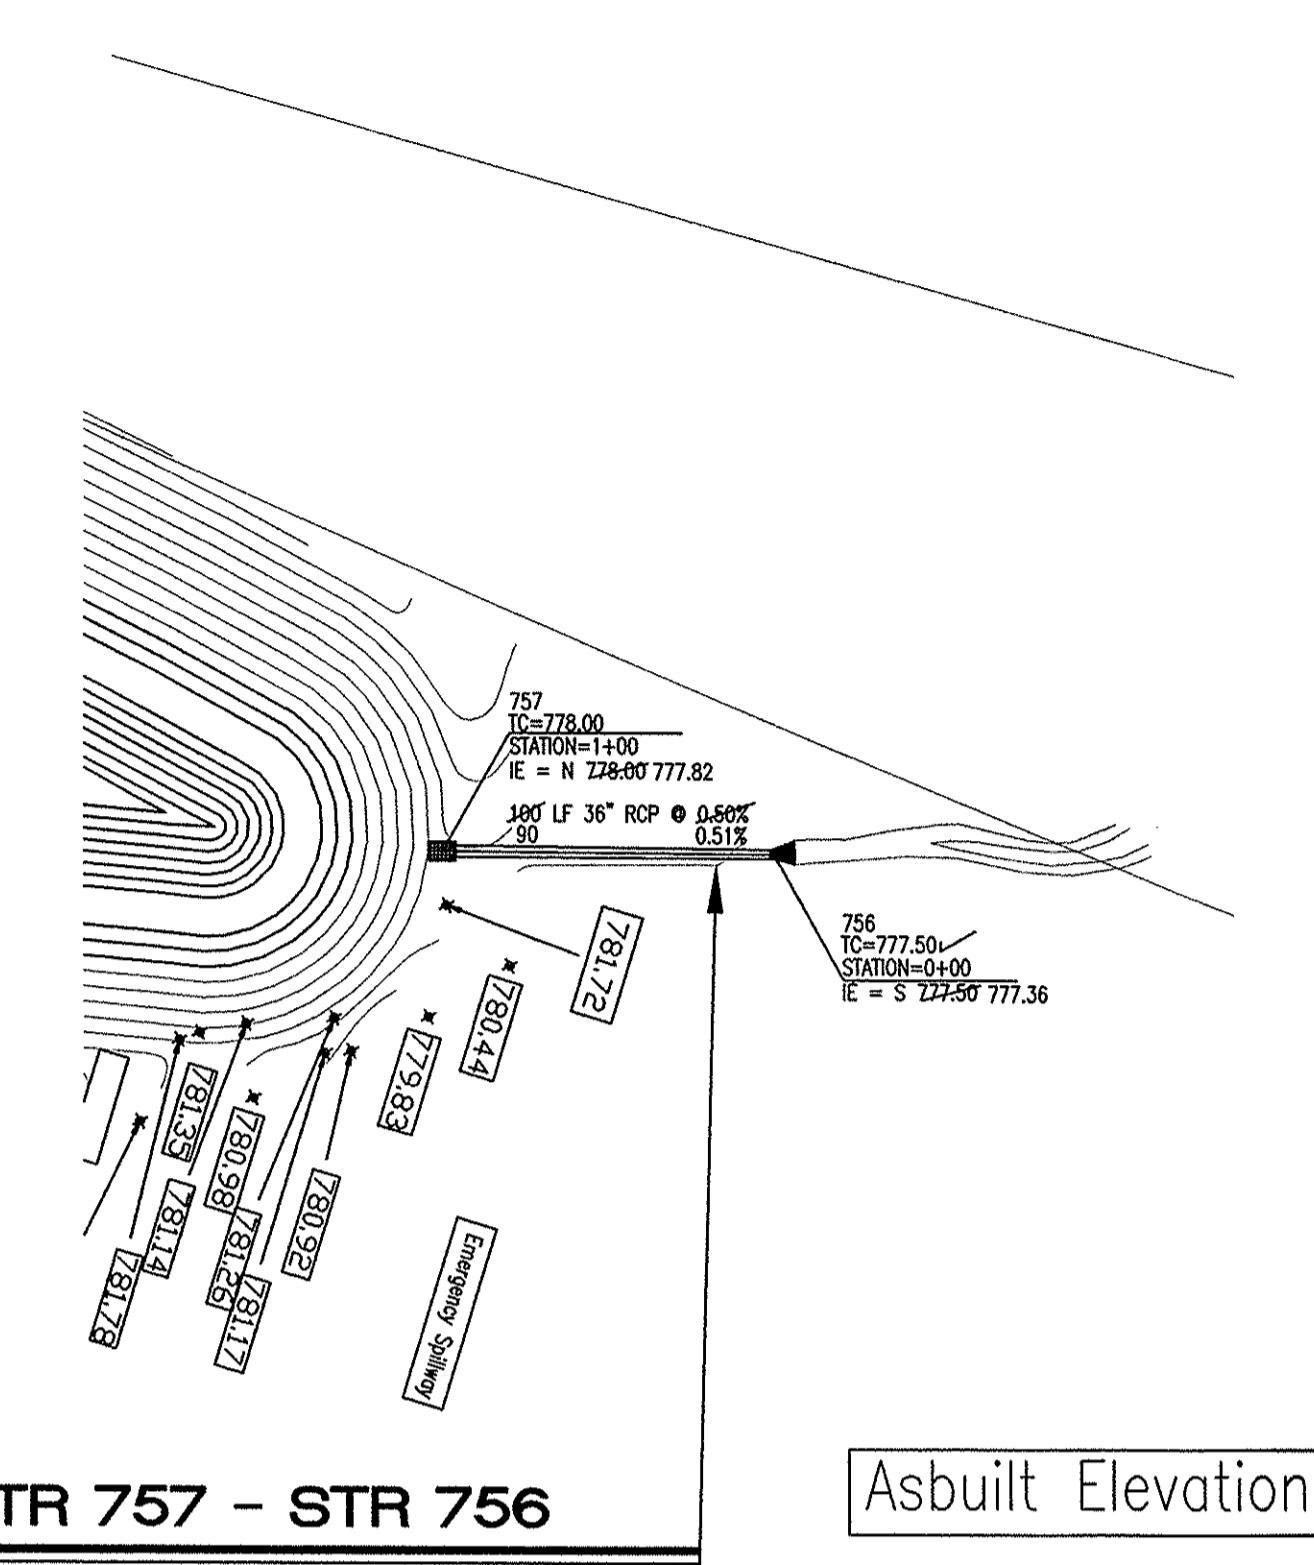 757
TC=778.00
STATION=1+00
IE = N 778.00 777.82
100 LF 36" RCP @ 0.50%
90 0.51%
756
TC=777.50
STATION=0+00
IE = S 777.50 777.36
781.72
780.44
779.83
781.35
780.98
781.14
781.26
780.92
781.78
781.17
Emergency Spillway
TR 757 - STR 756
Asbuilt Elevation